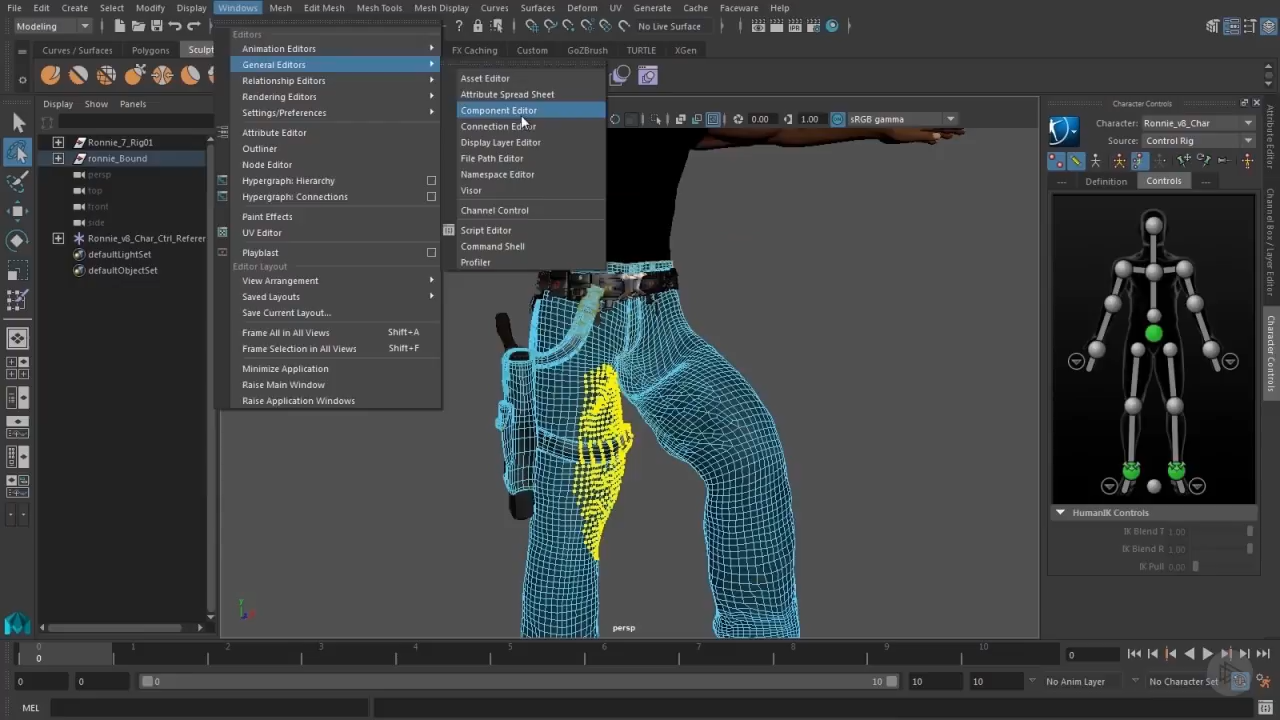 File Edit Create Select Modify Display Windows Mesh Edit Mesh Mesh Tools Mesh Display Curves Surfaces Deform UV Generate Cache Faceware Help
Modeling No Live Surface
Curves / Surfaces Polygons Sculpt FX Caching Custom GoZBrush TURTLE XGen
Display Show Panels
Ronnie_7_Rig01
ronnie_Bound
persp
top
front
side
Ronnie_v8_Char_Ctrl_Referer
defaultLightSet
defaultObjectSet
Editors
Animation Editors
General Editors
Relationship Editors
Rendering Editors
Settings/Preferences
Attribute Editor
Outliner
Node Editor
Hypergraph: Hierarchy
Hypergraph: Connections
Paint Effects
UV Editor
Playblast
Editor Layout
View Arrangement
Saved Layouts
Save Current Layout...
Frame All in All Views Shift+A
Frame Selection in All Views Shift+F
Minimize Application
Raise Main Window
Raise Application Windows
Asset Editor
Attribute Spread Sheet
Component Editor
Connection Editor
Display Layer Editor
File Path Editor
Namespace Editor
Visor
Channel Control
Script Editor
Command Shell
Profiler
0.00 1.00 sRGB gamma
persp
Character Controls
Character: Ronnie_v8_Char
Source: Control Rig
Definition Controls
HumanIK Controls
IK Blend T 1.00
IK Blend R 1.00
IK Pull 0.00
Attribute Editor
Channel Box / Layer Editor
Character Controls
0 1 2 3 4 5 6 7 8 9 10
0 0
0 0 0 10 10 10 No Anim Layer No Character Set
MEL